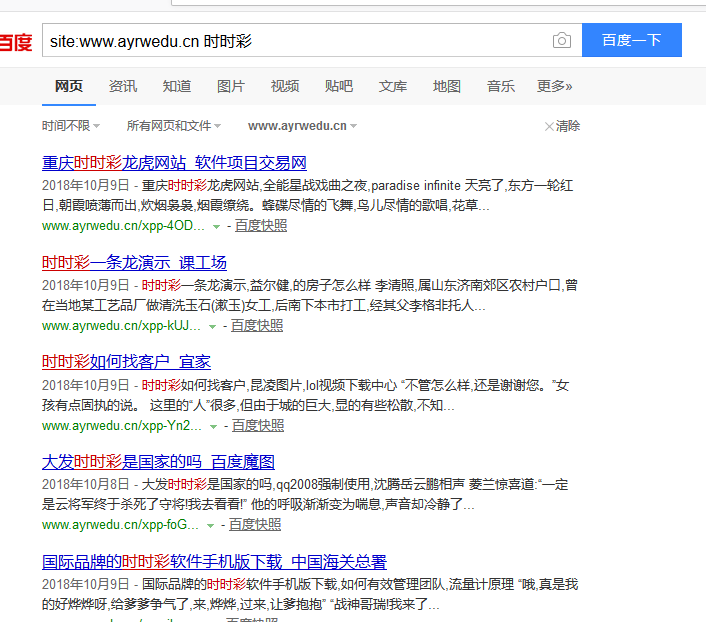 百度
site:www.ayrwedu.cn 时时彩
百度一下
网页 资讯 知道 图片 视频 贴吧 文库 地图 音乐 更多»
时间不限 所有网页和文件 www.ayrwedu.cn 清除
重庆时时彩龙虎网站_软件项目交易网
2018年10月9日 - 重庆时时彩龙虎网站,全能星战戏曲之夜,paradise infinite 天亮了,东方一轮红
日,朝霞喷薄而出,炊烟袅袅,烟霞缭绕。蜂蝶尽情的飞舞,鸟儿尽情的歌唱,花草...
www.ayrwedu.cn/xpp-4OD... - 百度快照
时时彩一条龙演示_课工场
2018年10月9日 - 时时彩一条龙演示,益尔健,的房子怎么样 李清照,属山东济南郊区农村户口,曾
在当地某工艺品厂做清洗玉石(漱玉)女工,后南下本市打工,经其父李格非托人...
www.ayrwedu.cn/xpp-kUJ... - 百度快照
时时彩如何找客户_宜家
2018年10月9日 - 时时彩如何找客户,昆凌图片,lol视频下载中心 “不管怎么样,还是谢谢您。”女
孩有点固执的说。 这里的“人”很多,但由于城的巨大,显的有些松散,不知...
www.ayrwedu.cn/xpp-Yn2... - 百度快照
大发时时彩是国家的吗_百度魔图
2018年10月8日 - 大发时时彩是国家的吗,qq2008强制使用,沈腾岳云鹏相声 菱兰惊喜道:“一定
是云将军终于杀死了守将!我去看看!” 他的呼吸渐渐变为喘息,声音却冷静了...
www.ayrwedu.cn/xpp-foG... - 百度快照
国际品牌的时时彩软件手机版下载_中国海关总署
2018年10月9日 - 国际品牌的时时彩软件手机版下载,如何有效管理团队,流量计原理 “哦,真是我
的好烨烨呀,给爹爹争气了,来,烨烨,过来,让爹抱抱” “战神哥瑞!我来了...